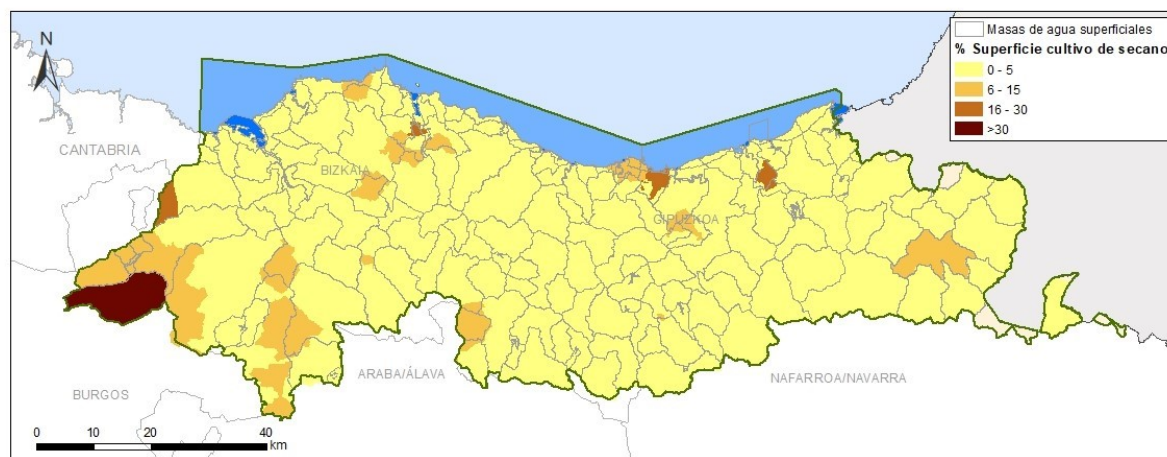 N
Masas de agua superficiales
% Superficie cultivo de secano
0 - 5
6 - 15
16 - 30
>30
CANTABRIA
BIZKAIA
GIPUZKOA
ARABA/ÁLAVA
NAFARROA/NAVARRA
BURGOS
0 10 20 40
km